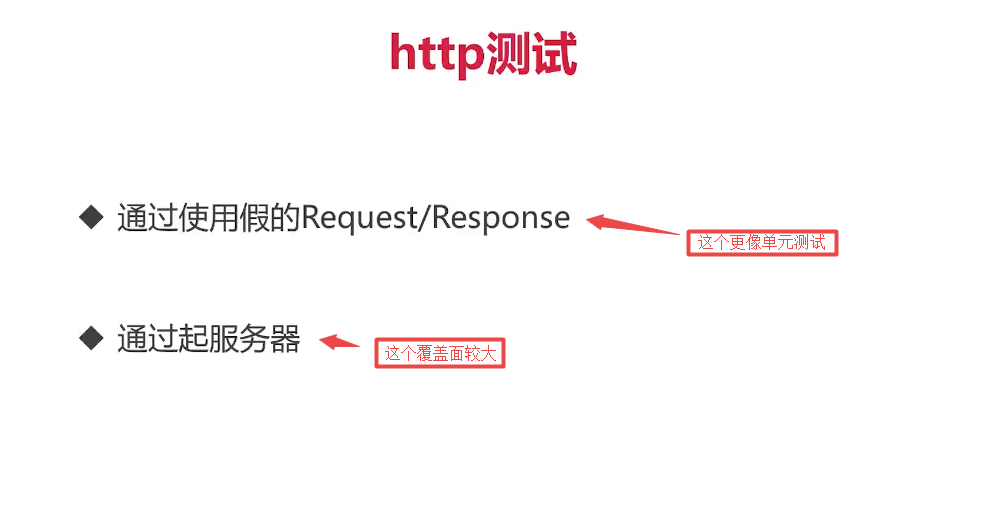 http测试
通过使用假的Request/Response
这个更像单元测试
通过起服务器
这个覆盖面较大